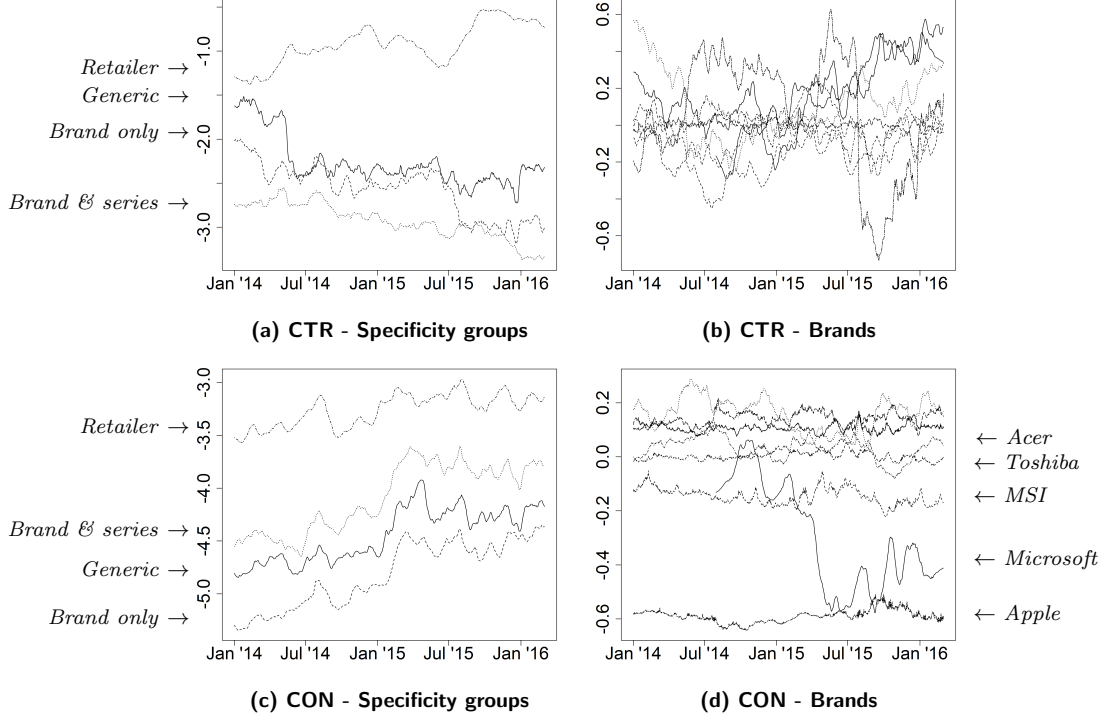 -1.0
-2.0
-3.0
Retailer →
Generic →
Brand only →
Brand & series →
Jan '14 Jul '14 Jan '15 Jul '15 Jan '16
(a) CTR - Specificity groups
0.6
0.2
-0.2
-0.6
Jan '14 Jul '14 Jan '15 Jul '15 Jan '16
(b) CTR - Brands
-3.0
-3.5
-4.0
-4.5
-5.0
Retailer →
Brand & series →
Generic →
Brand only →
Jan '14 Jul '14 Jan '15 Jul '15 Jan '16
(c) CON - Specificity groups
0.2
0.0
-0.2
-0.4
-0.6
← Acer
← Toshiba
← MSI
← Microsoft
← Apple
Jan '14 Jul '14 Jan '15 Jul '15 Jan '16
(d) CON - Brands